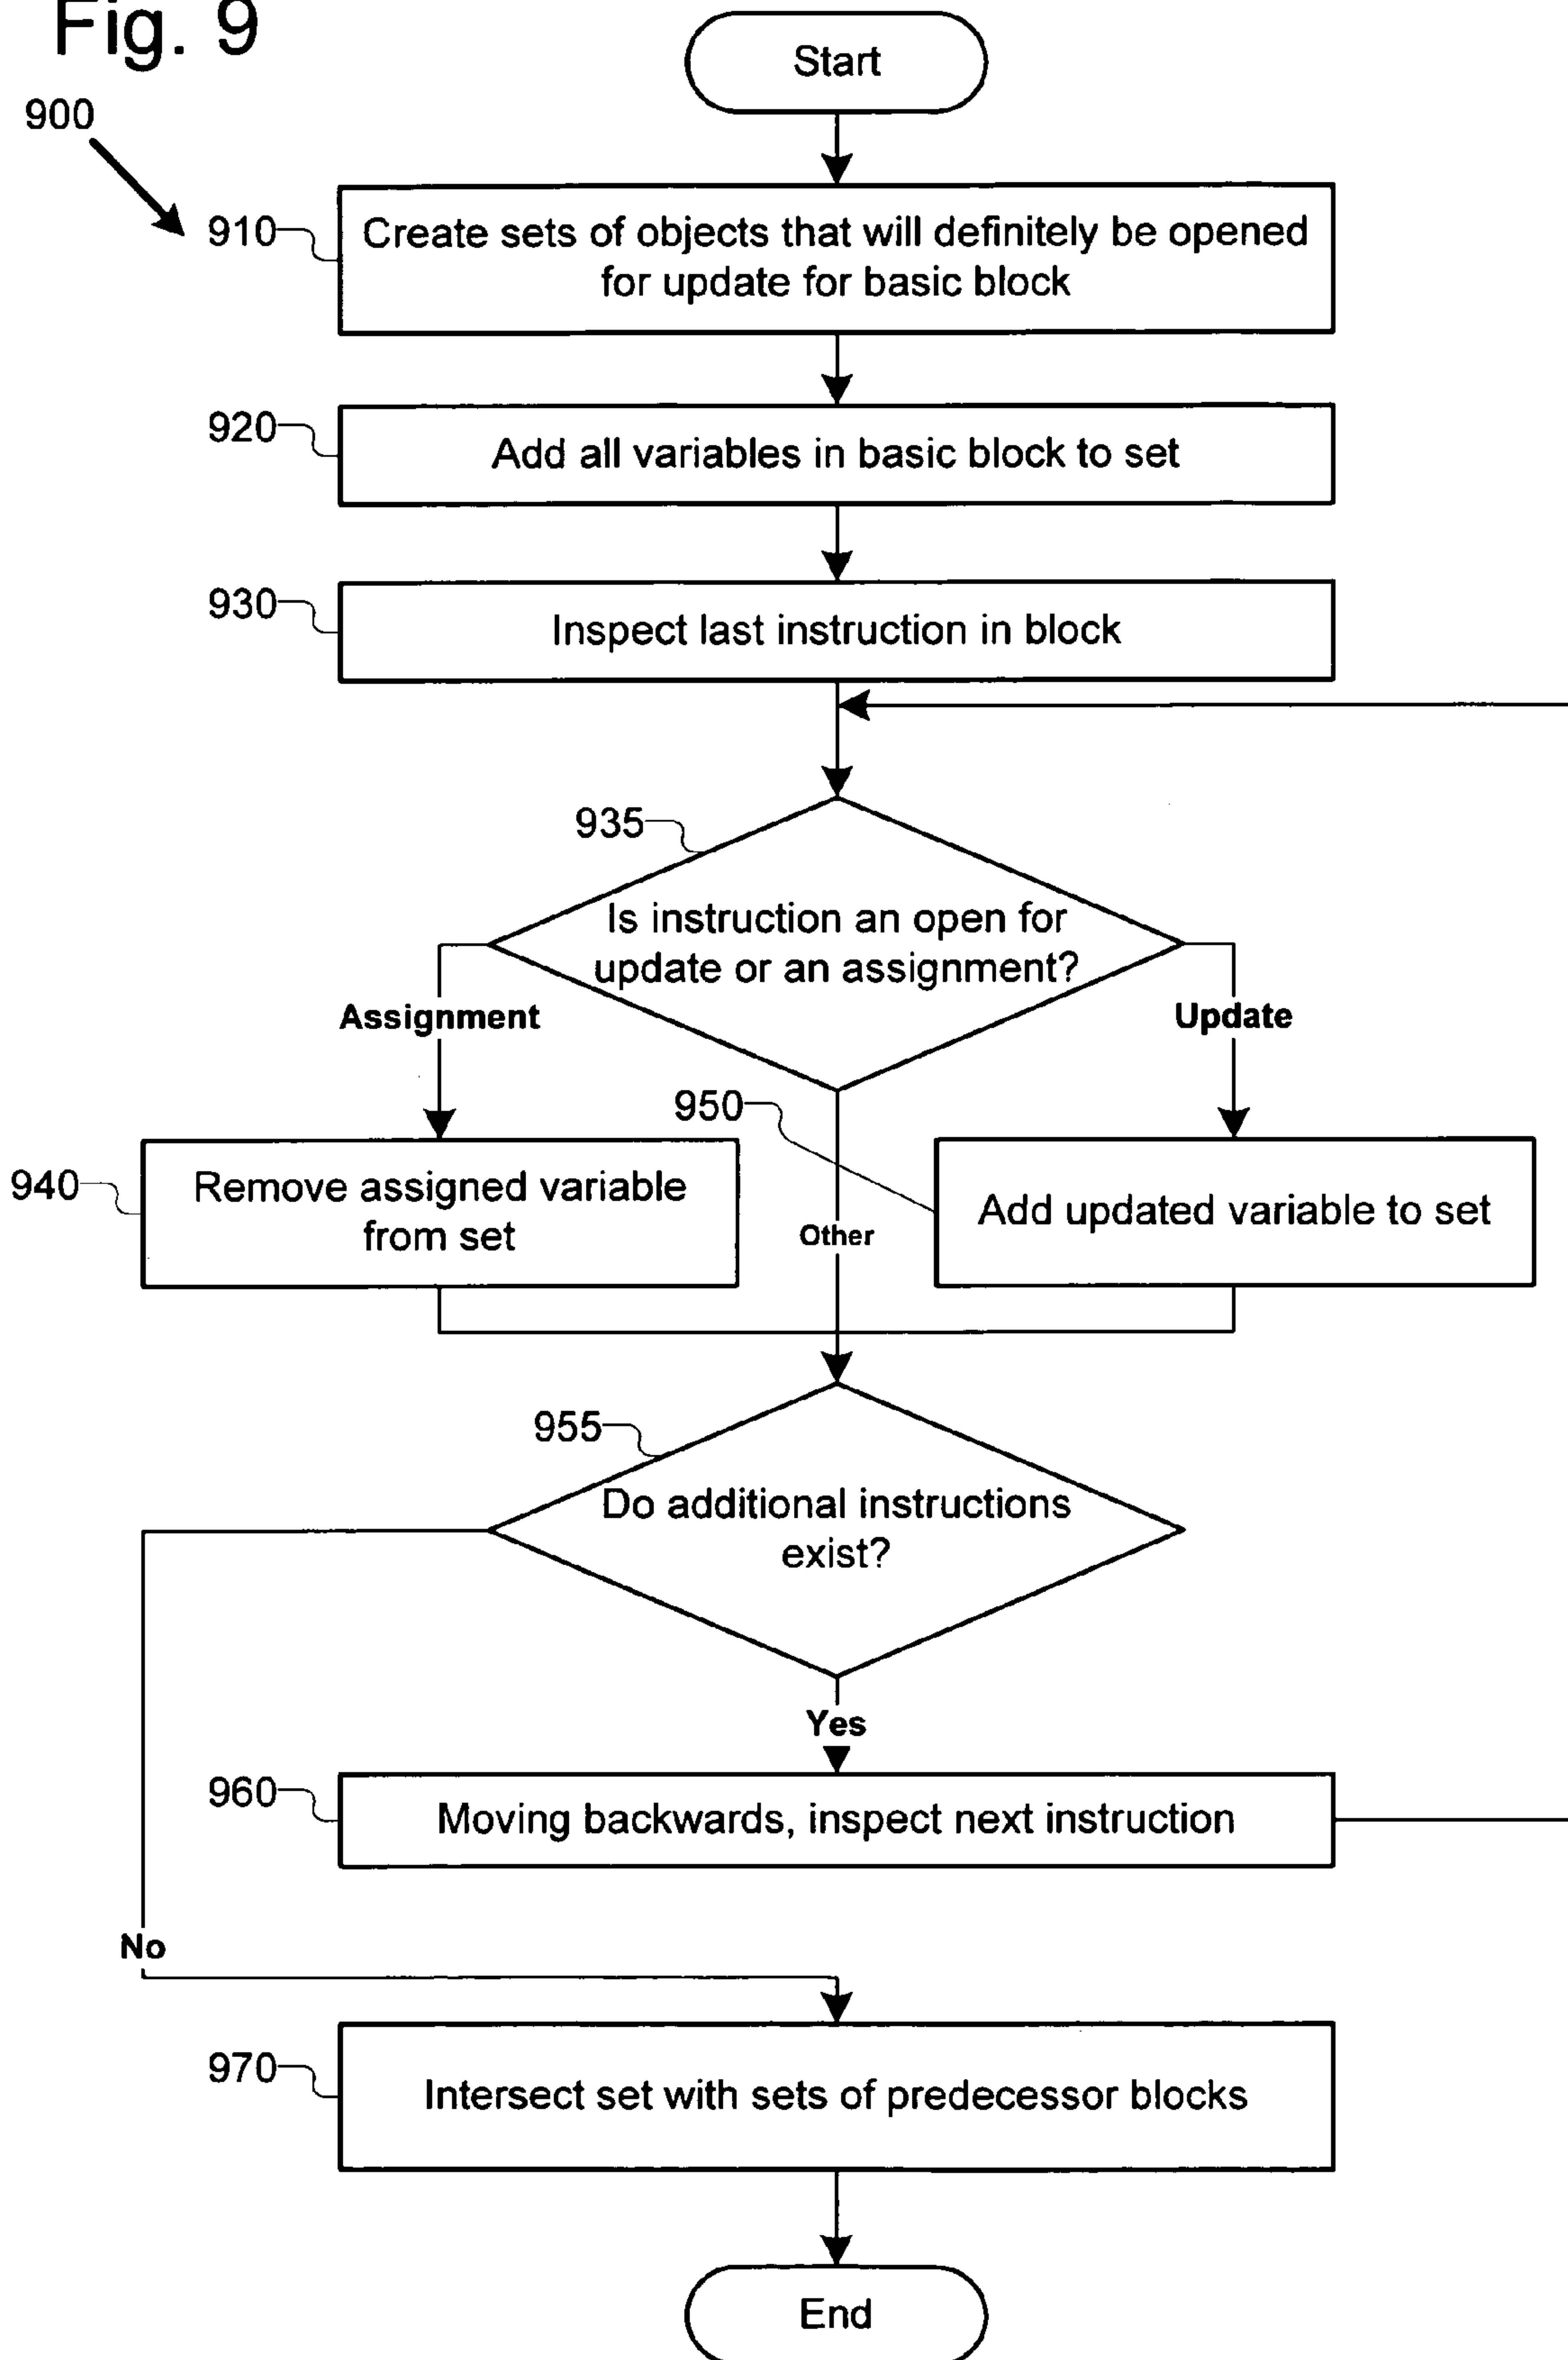 Fig. 9
Start
900
910
Create sets of objects that will definitely be opened
for update for basic block
920
Add all variables in basic block to set
930
Inspect last instruction in block
935
Is instruction an open for
update or an assignment?
Assignment
Update
950
940
Remove assigned variable
from set
Other
Add updated variable to set
955
Do additional instructions
exist?
Yes
960
Moving backwards, inspect next instruction
No
970
Intersect set with sets of predecessor blocks
End